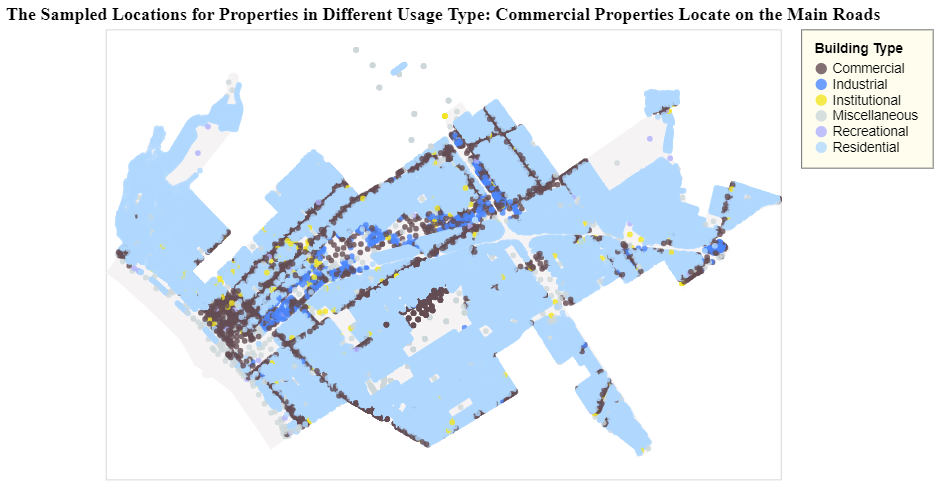 The Sampled Locations for Properties in Different Usage Type: Commercial Properties Locate on the Main Roads
Building Type
Commercial
Industrial
Institutional
Miscellaneous
Recreational
Residential